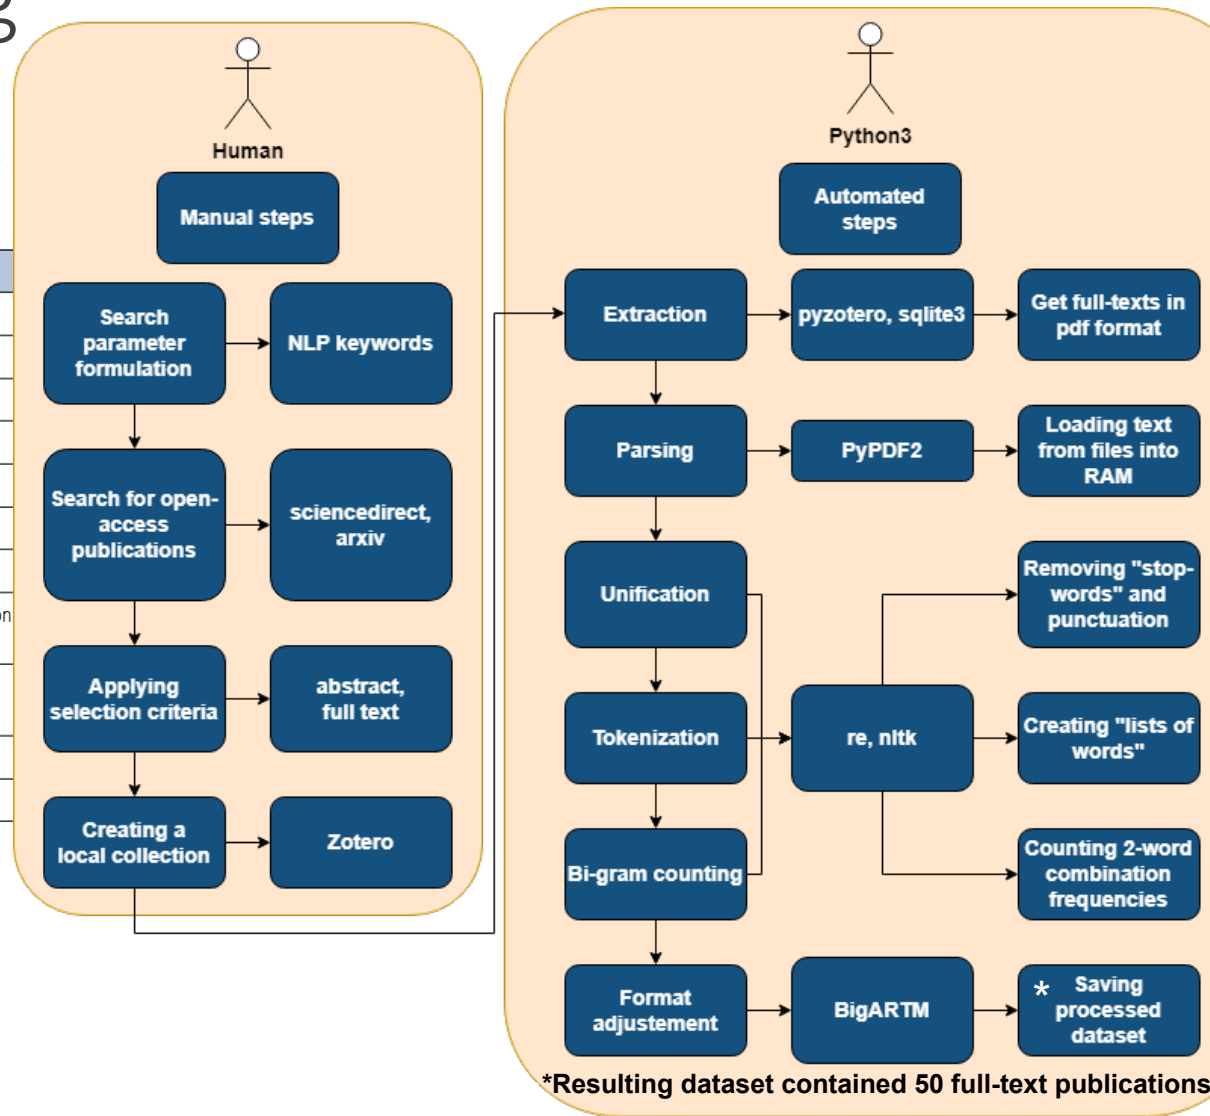 g
on
Human
Manual steps
Search
parameter
formulation
NLP keywords
Search for open-
access
publications
sciencedirect,
arxiv
Applying
selection criteria
abstract,
full text
Creating a
local collection
Zotero
Python3
Automated
steps
Extraction
pyzotero, sqlite3
Get full-texts in
pdf format
Parsing
PyPDF2
Loading text
from files into
RAM
Unification
Tokenization
Bi-gram counting
re, nltk
Removing "stop-
words" and
punctuation
Creating "lists of
words"
Counting 2-word
combination
frequencies
Format
adjustement
BigARTM
* Saving
processed
dataset
*Resulting dataset contained 50 full-text publications